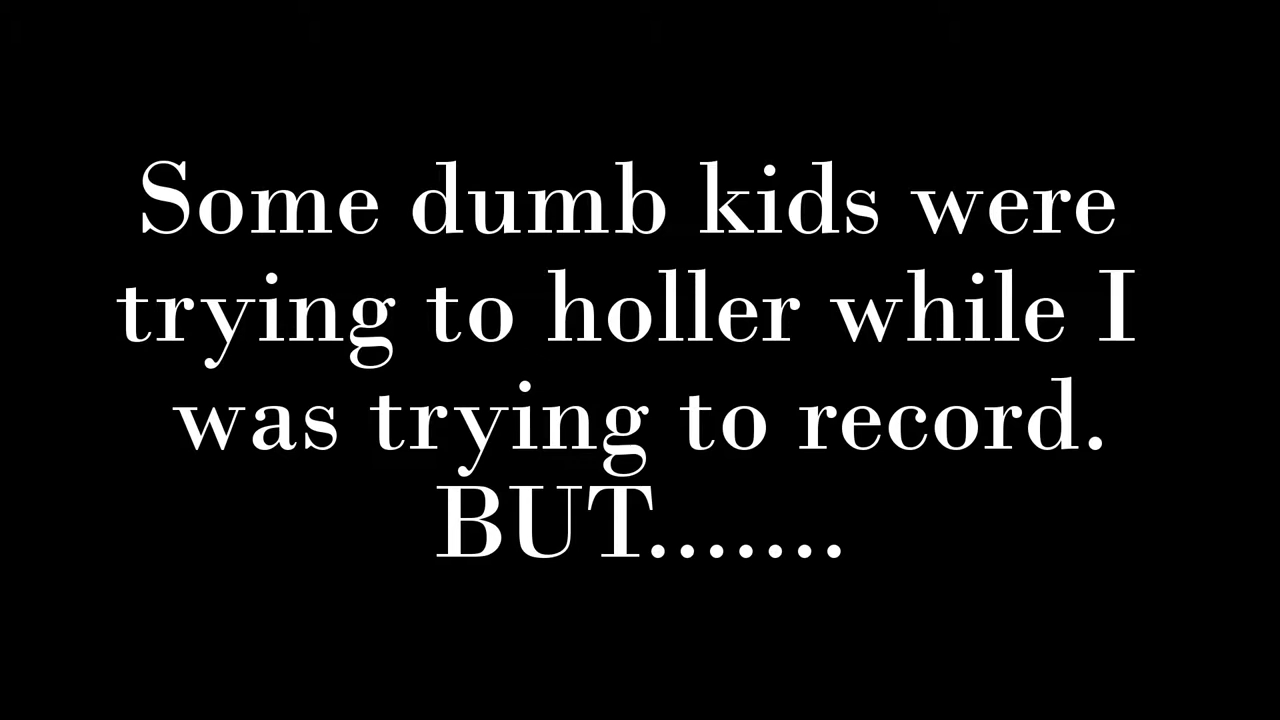 Some dumb kids were
trying to holler while I
was trying to record.
BUT.......